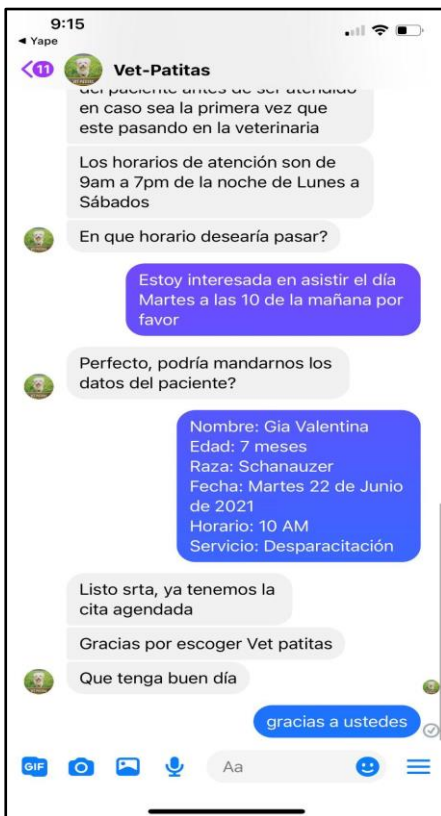 9:15
Yape
11
Vet-Patitas
del paciente antes de ser atendido
en caso sea la primera vez que
este pasando en la veterinaria
Los horarios de atención son de
9am a 7pm de la noche de Lunes a
Sábados
En que horario desearía pasar?
Estoy interesada en asistir el día
Martes a las 10 de la mañana por
favor
Perfecto, podría mandarnos los
datos del paciente?
Nombre: Gia Valentina
Edad: 7 meses
Raza: Schanauzer
Fecha: Martes 22 de Junio
de 2021
Horario: 10 AM
Servicio: Desparacitación
Listo srta, ya tenemos la
cita agendada
Gracias por escoger Vet patitas
Que tenga buen día
gracias a ustedes
GIF
Aa